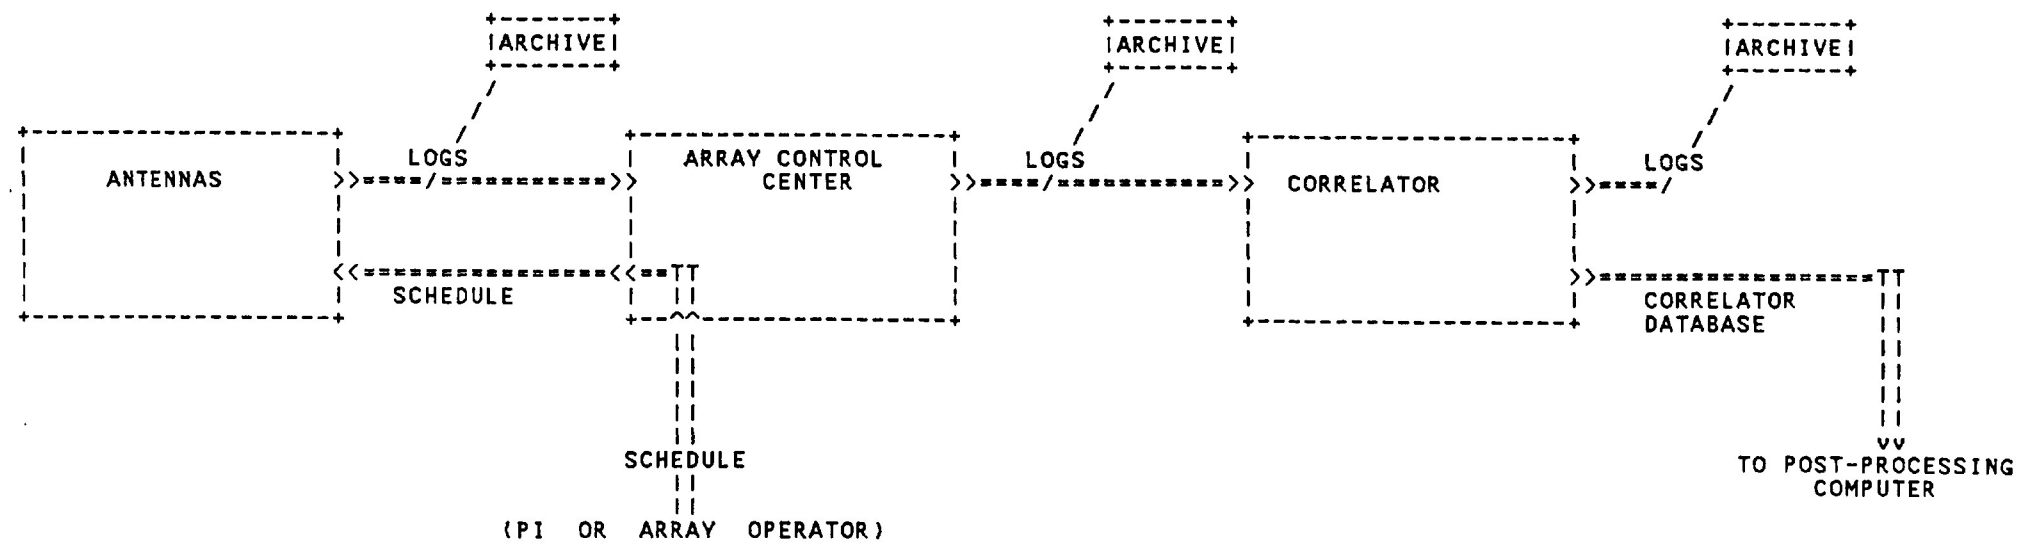 ARCHIVE ARCHIVE ARCHIVE
LOGS ARRAY CONTROL LOGS LOGS
ANTENNAS CENTER CORRELATOR
SCHEDULE CORRELATOR
DATABASE
SCHEDULE TO POST-PROCESSING
COMPUTER
(PI OR ARRAY OPERATOR)